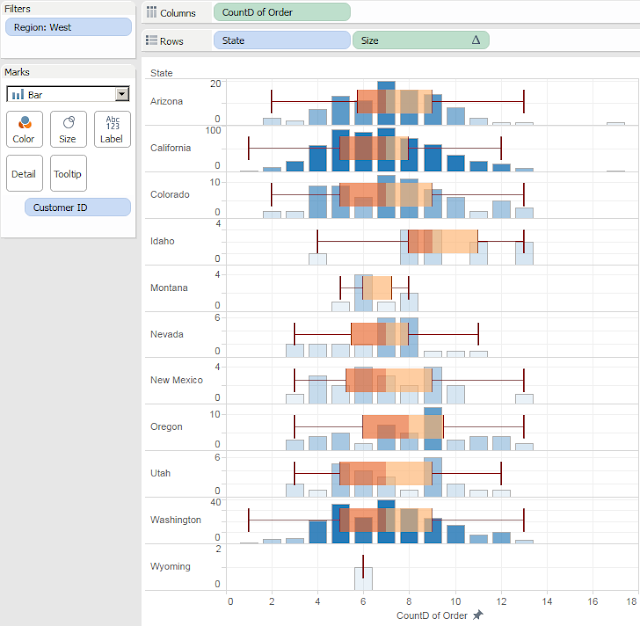 Filters
Region: West
Marks
Bar
Color
Size
Abc
123
Label
Detail
Tooltip
Customer ID
Columns
CountD of Order
Rows
State
Size Δ
State
Arizona
20
0
California
100
0
Colorado
10
0
Idaho
4
0
Montana
4
0
Nevada
6
0
New Mexico
4
0
Oregon
10
0
Utah
6
0
Washington
40
0
Wyoming
2
0
0 2 4 6 8 10 12 14 16 18
CountD of Order